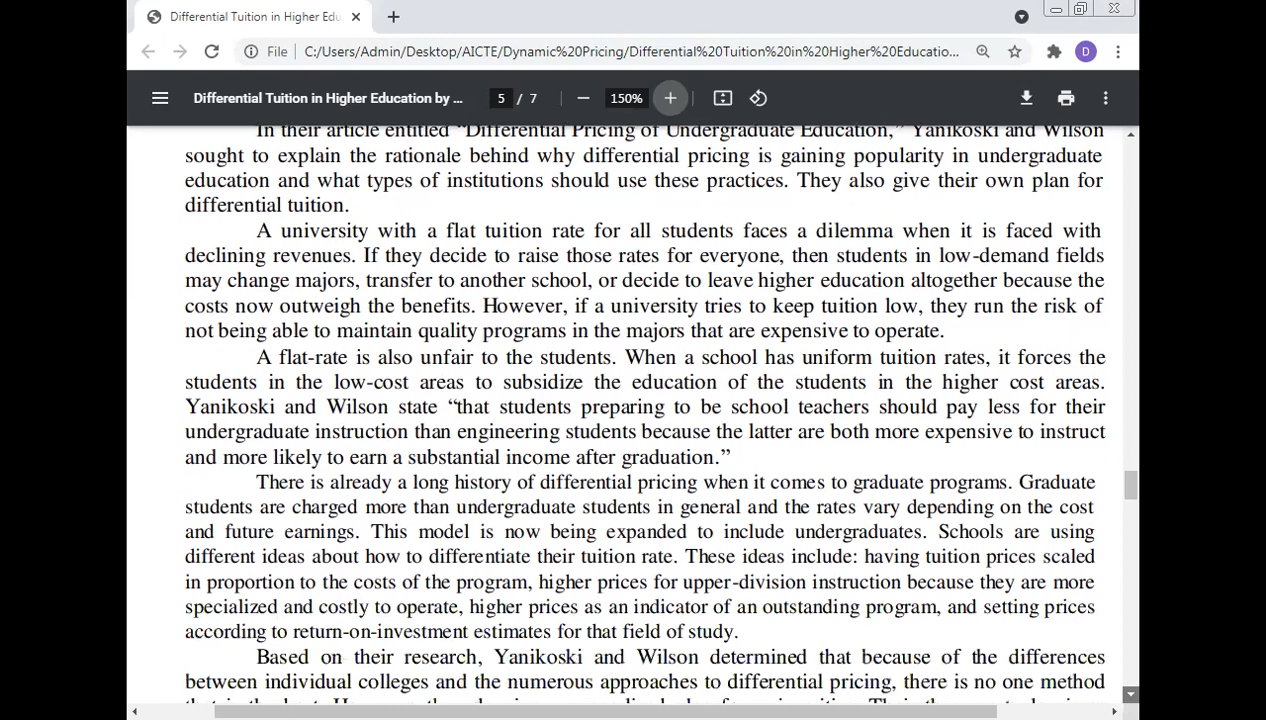 Differential Tuition in Higher Edu
File C:/Users/Admin/Desktop/AICTE/Dynamic%20Pricing/Differential%20Tuition%20in%20Higher%20Educatio... D
Differential Tuition in Higher Education by ... 5 / 7 150%
In their article entitled “Differential Pricing of Undergraduate Education,” Yanikoski and Wilson
sought to explain the rationale behind why differential pricing is gaining popularity in undergraduate
education and what types of institutions should use these practices. They also give their own plan for
differential tuition.
A university with a flat tuition rate for all students faces a dilemma when it is faced with
declining revenues. If they decide to raise those rates for everyone, then students in low-demand fields
may change majors, transfer to another school, or decide to leave higher education altogether because the
costs now outweigh the benefits. However, if a university tries to keep tuition low, they run the risk of
not being able to maintain quality programs in the majors that are expensive to operate.
A flat-rate is also unfair to the students. When a school has uniform tuition rates, it forces the
students in the low-cost areas to subsidize the education of the students in the higher cost areas.
Yanikoski and Wilson state “that students preparing to be school teachers should pay less for their
undergraduate instruction than engineering students because the latter are both more expensive to instruct
and more likely to earn a substantial income after graduation.”
There is already a long history of differential pricing when it comes to graduate programs. Graduate
students are charged more than undergraduate students in general and the rates vary depending on the cost
and future earnings. This model is now being expanded to include undergraduates. Schools are using
different ideas about how to differentiate their tuition rate. These ideas include: having tuition prices scaled
in proportion to the costs of the program, higher prices for upper-division instruction because they are more
specialized and costly to operate, higher prices as an indicator of an outstanding program, and setting prices
according to return-on-investment estimates for that field of study.
Based on their research, Yanikoski and Wilson determined that because of the differences
between individual colleges and the numerous approaches to differential pricing, there is no one method